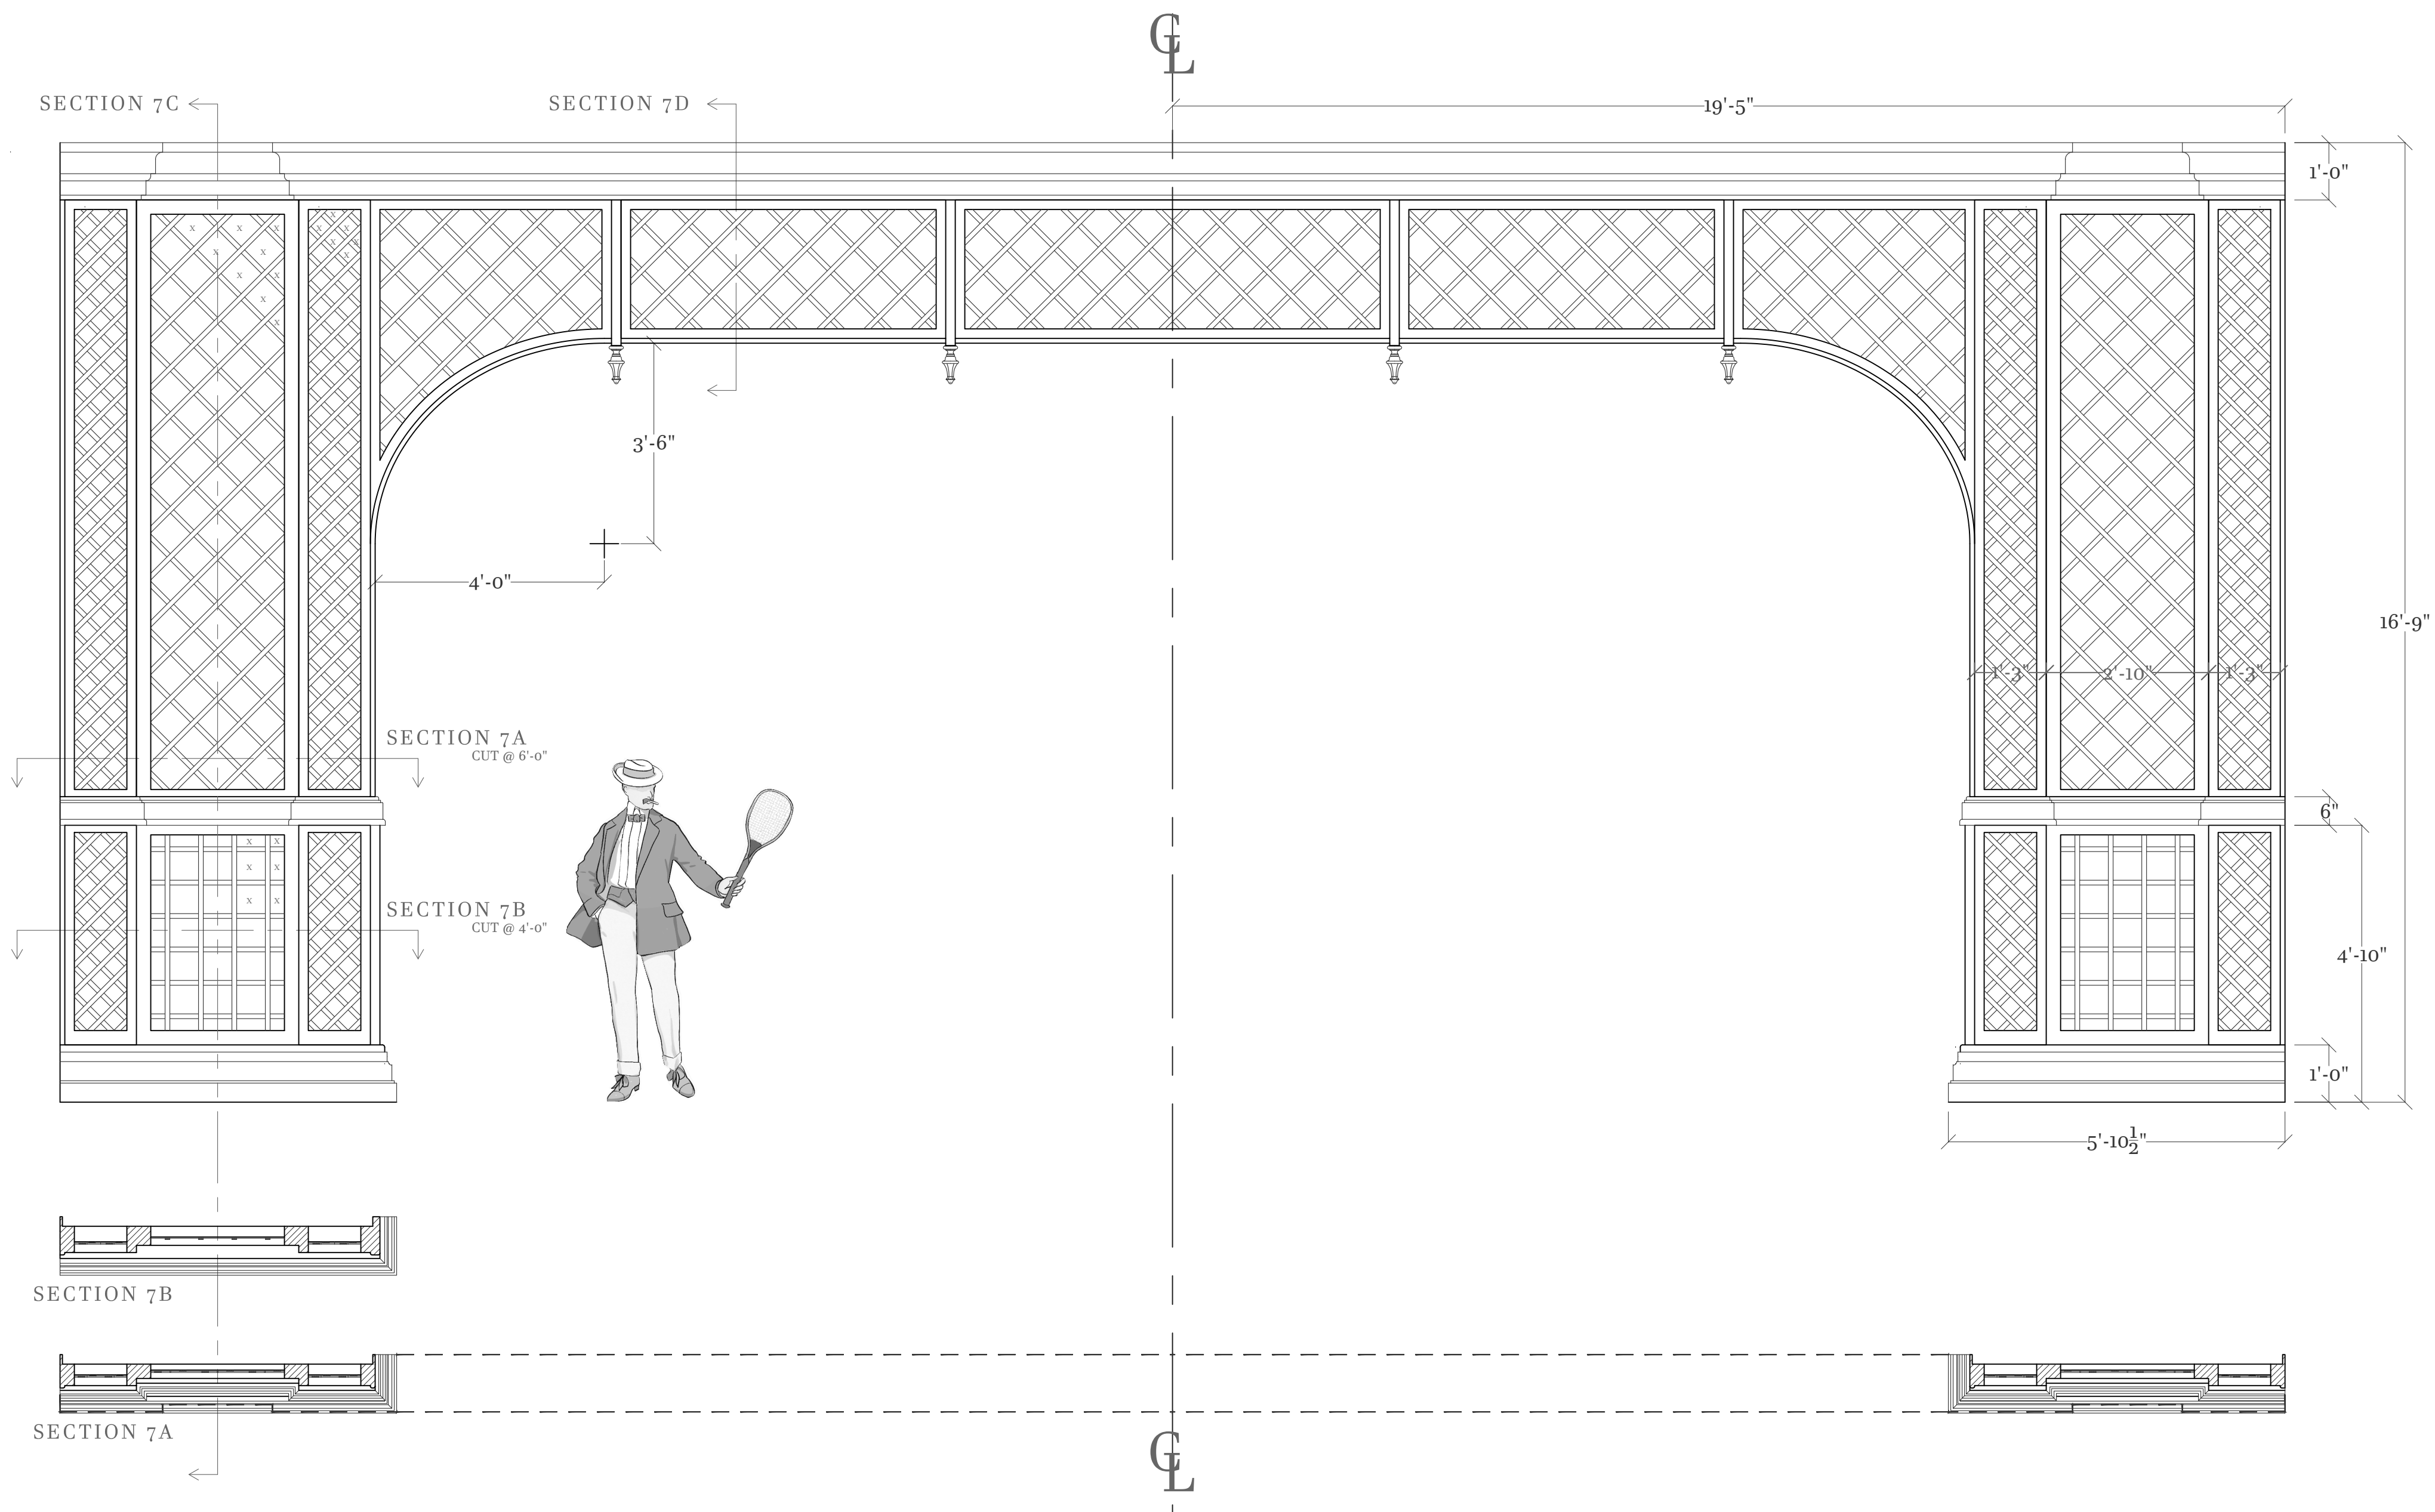 CL
SECTION 7C
SECTION 7D
19'-5"
1'-0"
x x x x
x x x x x x
x x x x
x x
x
x
3'-6"
4'-0"
16'-9"
1'-3" 2'-10" 1'-3"
SECTION 7A
CUT @ 6'-0"
6"
x x
x x
x x
SECTION 7B
CUT @ 4'-0"
4'-10"
1'-0"
5'-10 1/2"
SECTION 7B
SECTION 7A
CL